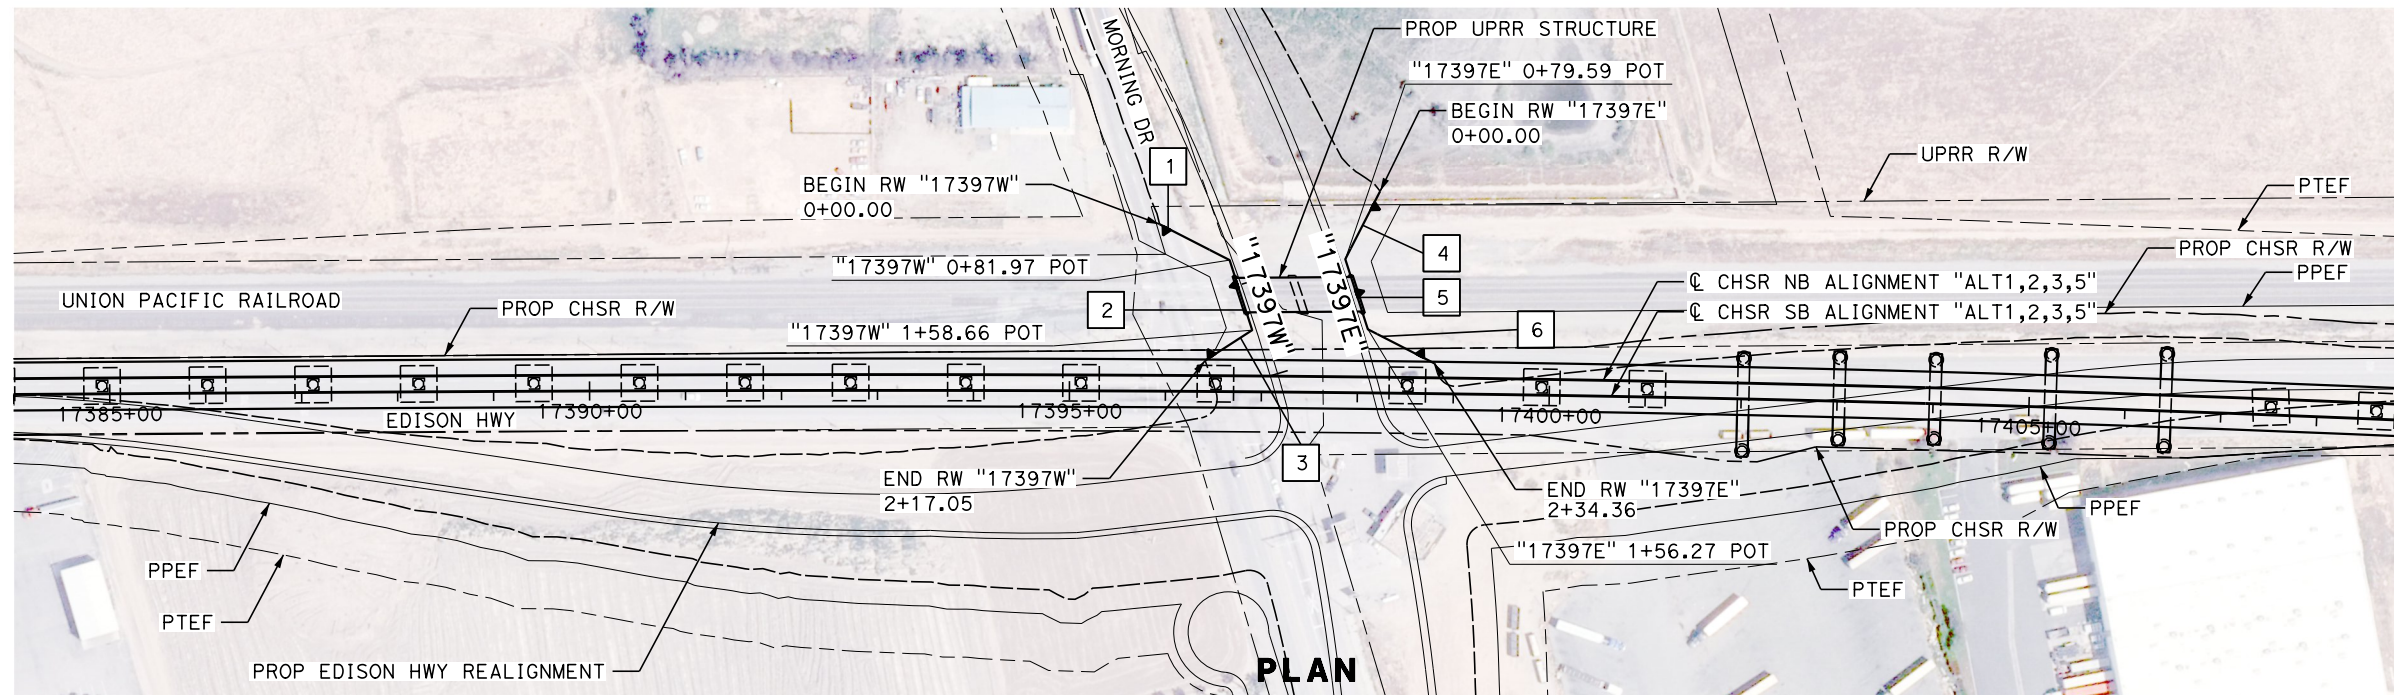 PROP UPRR STRUCTURE
MORNING DR
"17397E" 0+79.59 POT
BEGIN RW "17397E"
0+00.00
UPRR R/W
1
BEGIN RW "17397W"
0+00.00
PTEF
4
PROP CHSR R/W
"17397W" 0+81.97 POT
PPEF
"17397W"
"17397E"
UNION PACIFIC RAILROAD
PROP CHSR R/W
2
5
℄ CHSR NB ALIGNMENT "ALT1,2,3,5"
℄ CHSR SB ALIGNMENT "ALT1,2,3,5"
"17397W" 1+58.66 POT
6
17385+00
EDISON HWY
17390+00
17395+00
17400+00
17405+00
3
END RW "17397W"
2+17.05
END RW "17397E"
2+34.36
PPEF
PROP CHSR R/W
"17397E" 1+56.27 POT
PPEF
PTEF
PTEF
PROP EDISON HWY REALIGNMENT
PLAN